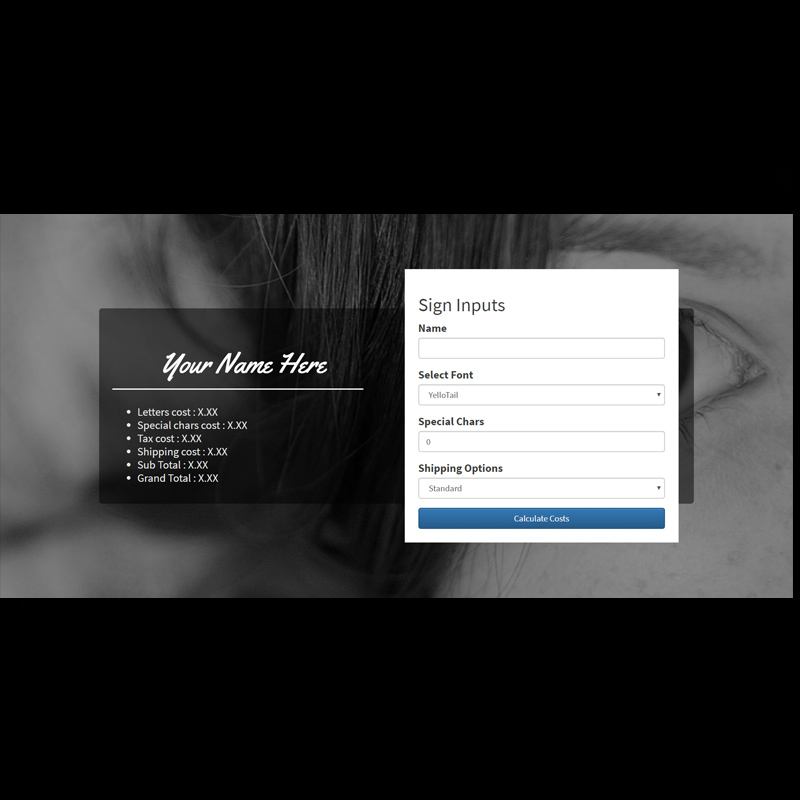 Your Name Here
Letters cost : X.XX
Special chars cost : X.XX
Tax cost : X.XX
Shipping cost : X.XX
Sub Total : X.XX
Grand Total : X.XX
Sign Inputs
Name
Select Font
YelloTail
Special Chars
0
Shipping Options
Standard
Calculate Costs